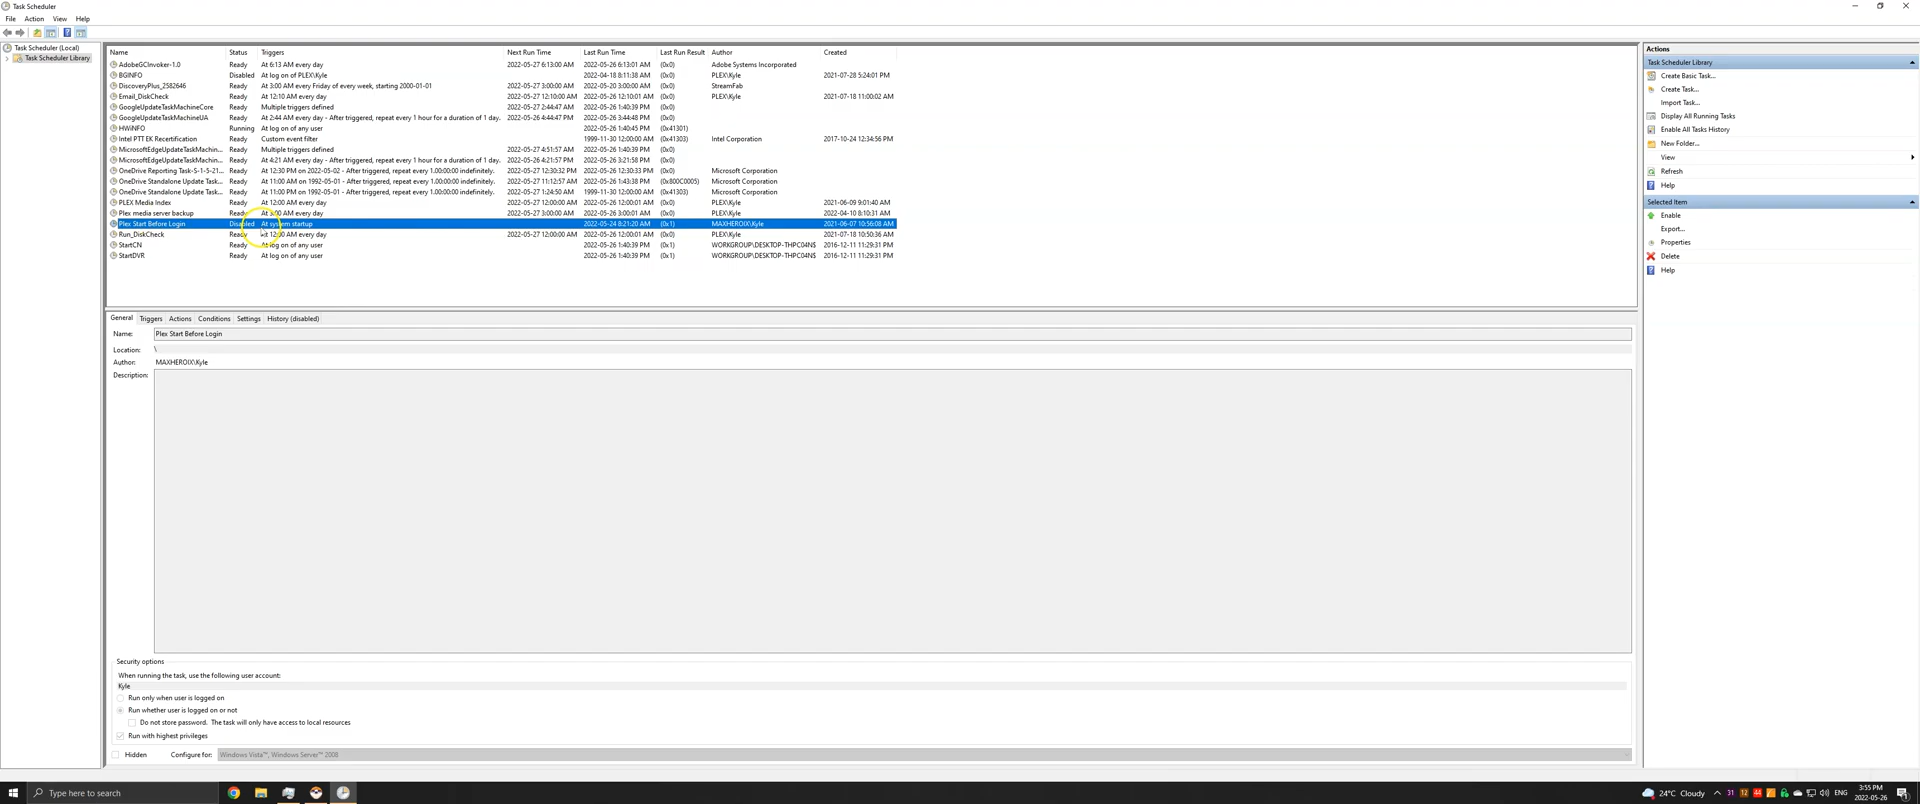 Task Scheduler
File Action View Help
Task Scheduler (Local)
Task Scheduler Library
Name Status Triggers Next Run Time Last Run Time Last Run Result Author Created
AdobeGCInvoker-1.0 Ready At 6:13 AM every day 2022-05-27 6:13:00 AM 2022-05-26 6:13:01 AM (0x0) Adobe Systems Incorporated
BGINFO Disabled At log on of PLEX\Kyle 2022-04-18 8:11:38 AM (0x0) PLEX\Kyle 2021-07-28 5:24:01 PM
DiscoveryPlus_2582646 Ready At 3:00 AM every Friday of every week, starting 2000-01-01 2022-05-27 3:00:00 AM 2022-05-20 3:00:00 AM (0x0) StreamFab
Email_DiskCheck Ready At 12:10 AM every day 2022-05-27 12:10:00 AM 2022-05-26 12:10:01 AM (0x0) PLEX\Kyle 2021-07-18 11:00:02 AM
GoogleUpdateTaskMachineCore Ready Multiple triggers defined 2022-05-27 2:44:47 AM 2022-05-26 1:40:39 PM (0x0)
GoogleUpdateTaskMachineUA Ready At 2:44 AM every day - After triggered, repeat every 1 hour for a duration of 1 day. 2022-05-26 4:44:47 PM 2022-05-26 3:44:48 PM (0x0)
HWiNFO Running At log on of any user 2022-05-26 1:40:45 PM (0x41301)
Intel PTT EK Recertification Ready Custom event filter 1999-11-30 12:00:00 AM (0x41303) Intel Corporation 2017-10-24 12:34:56 PM
MicrosoftEdgeUpdateTaskMachin... Ready Multiple triggers defined 2022-05-27 4:51:57 AM 2022-05-26 1:40:39 PM (0x0)
MicrosoftEdgeUpdateTaskMachin... Ready At 4:21 AM every day - After triggered, repeat every 1 hour for a duration of 1 day. 2022-05-26 4:21:57 PM 2022-05-26 3:21:58 PM (0x0)
OneDrive Reporting Task-S-1-5-21... Ready At 12:30 PM on 2022-05-02 - After triggered, repeat every 1.00:00:00 indefinitely. 2022-05-27 12:30:32 PM 2022-05-26 12:30:33 PM (0x0) Microsoft Corporation
OneDrive Standalone Update Task... Ready At 11:00 AM on 1992-05-01 - After triggered, repeat every 1.00:00:00 indefinitely. 2022-05-27 11:12:57 AM 2022-05-26 1:43:38 PM (0x800C0005) Microsoft Corporation
OneDrive Standalone Update Task... Ready At 11:00 PM on 1992-05-01 - After triggered, repeat every 1.00:00:00 indefinitely. 2022-05-27 1:24:50 AM 1999-11-30 12:00:00 AM (0x41303) Microsoft Corporation
PLEX Media Index Ready At 12:00 AM every day 2022-05-27 12:00:00 AM 2022-05-26 12:00:01 AM (0x0) PLEX\Kyle 2021-06-09 9:01:40 AM
Plex media server backup Ready At 3:00 AM every day 2022-05-27 3:00:00 AM 2022-05-26 3:00:01 AM (0x0) PLEX\Kyle 2022-04-10 8:10:31 AM
Plex Start Before Login Disabled At system startup 2022-05-24 8:21:20 AM (0x1) MAXHEROIX\Kyle 2021-06-07 10:56:08 AM
Run_DiskCheck Ready At 12:00 AM every day 2022-05-27 12:00:00 AM 2022-05-26 12:00:01 AM (0x0) PLEX\Kyle 2021-07-18 10:50:36 AM
StartCN Ready At log on of any user 2022-05-26 1:40:39 PM (0x1) WORKGROUP\DESKTOP-THPC04N$ 2016-12-11 11:29:31 PM
StartDVR Ready At log on of any user 2022-05-26 1:40:39 PM (0x1) WORKGROUP\DESKTOP-THPC04N$ 2016-12-11 11:29:31 PM
General Triggers Actions Conditions Settings History (disabled)
Name: Plex Start Before Login
Location: \
Author: MAXHEROIX\Kyle
Description:
Security options
When running the task, use the following user account:
Kyle
Run only when user is logged on
Run whether user is logged on or not
Do not store password. The task will only have access to local resources
Run with highest privileges
Hidden Configure for: Windows Vista™, Windows Server™ 2008
Actions
Task Scheduler Library
Create Basic Task...
Create Task...
Import Task...
Display All Running Tasks
Enable All Tasks History
New Folder...
View
Refresh
Help
Selected Item
Enable
Export...
Properties
Delete
Help
Type here to search
24°C Cloudy 31 12 44 ENG 3:55 PM
2022-05-26